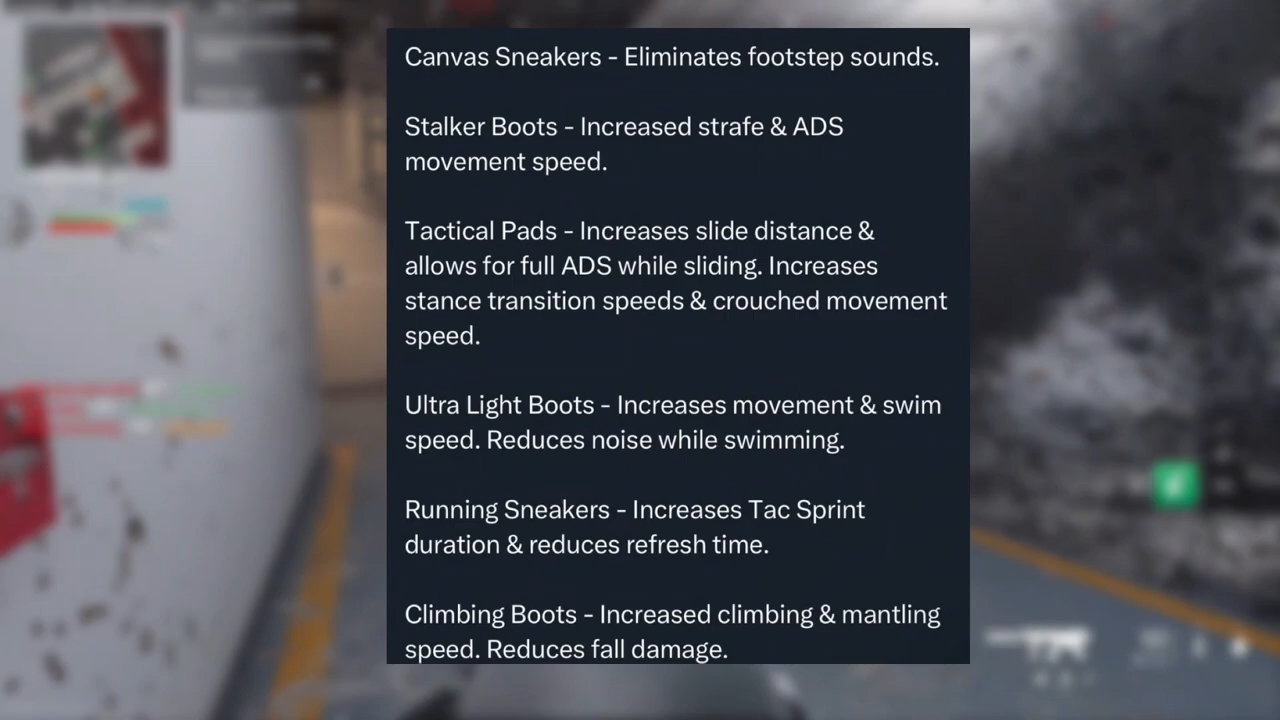 Canvas Sneakers - Eliminates footstep sounds.
Stalker Boots - Increased strafe & ADS
movement speed.
Tactical Pads - Increases slide distance &
allows for full ADS while sliding. Increases
stance transition speeds & crouched movement
speed.
Ultra Light Boots - Increases movement & swim
speed. Reduces noise while swimming.
Running Sneakers - Increases Tac Sprint
duration & reduces refresh time.
Climbing Boots - Increased climbing & mantling
speed. Reduces fall damage.